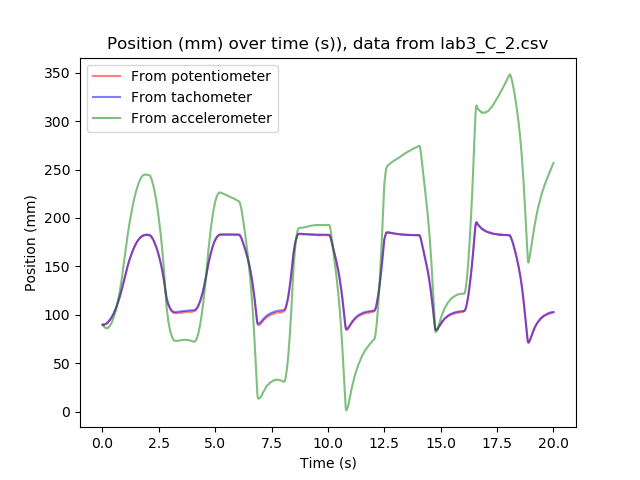 Position (mm) over time (s)), data from lab3_C_2.csv
From potentiometer
From tachometer
From accelerometer
350
300
250
200
150
100
50
0
Position (mm)
0.0 2.5 5.0 7.5 10.0 12.5 15.0 17.5 20.0
Time (s)